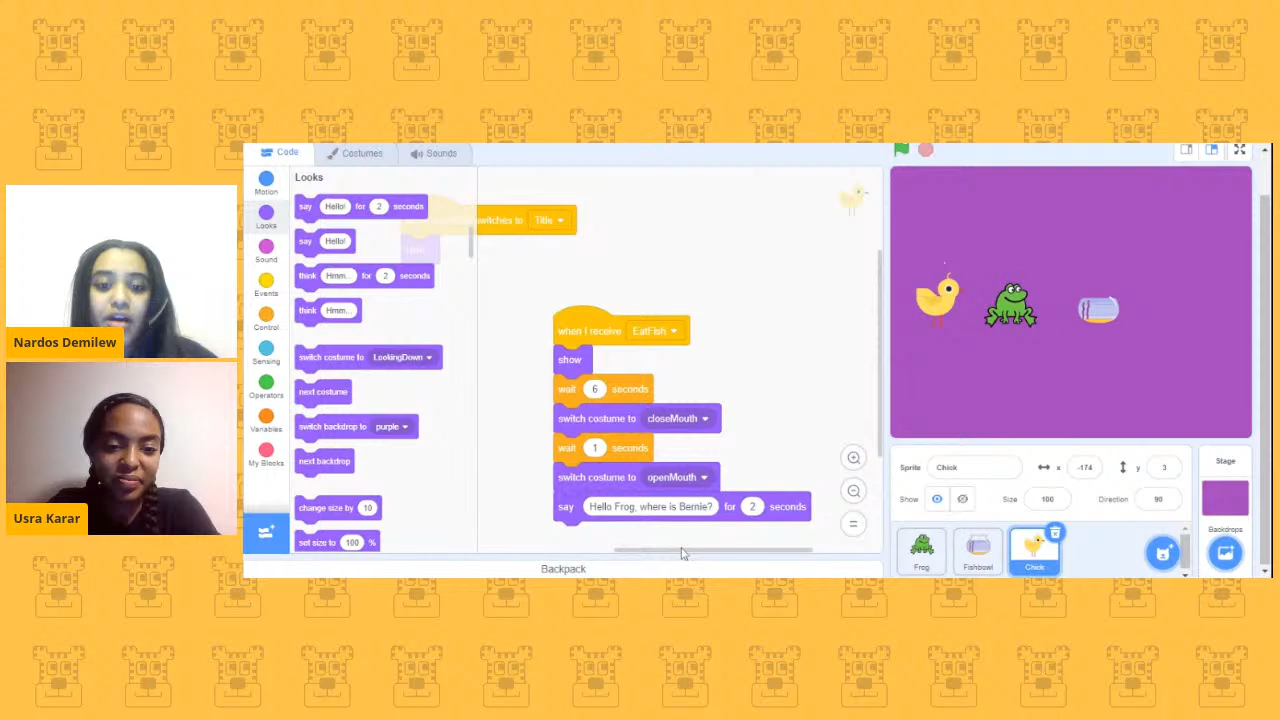 Code
Costumes
Sounds
Motion
Looks
Sound
Events
Control
Sensing
Operators
Variables
My Blocks
Looks
say Hello! for 2 seconds
say Hello!
think Hmm... for 2 seconds
think Hmm...
switch costume to LookingDown
next costume
switch backdrop to purple
next backdrop
change size by 10
set size to 100 %
switches to Title
when I receive EatFish
show
wait 6 seconds
switch costume to closeMouth
wait 1 seconds
switch costume to openMouth
say Hello Frog, where is Bernie? for 2 seconds
Backpack
Sprite Chick x -174 y 3
Show Size 100 Direction 90
Frog
Fishbowl
Chick
Stage
Backdrops
Nardos Demilew
Usra Karar